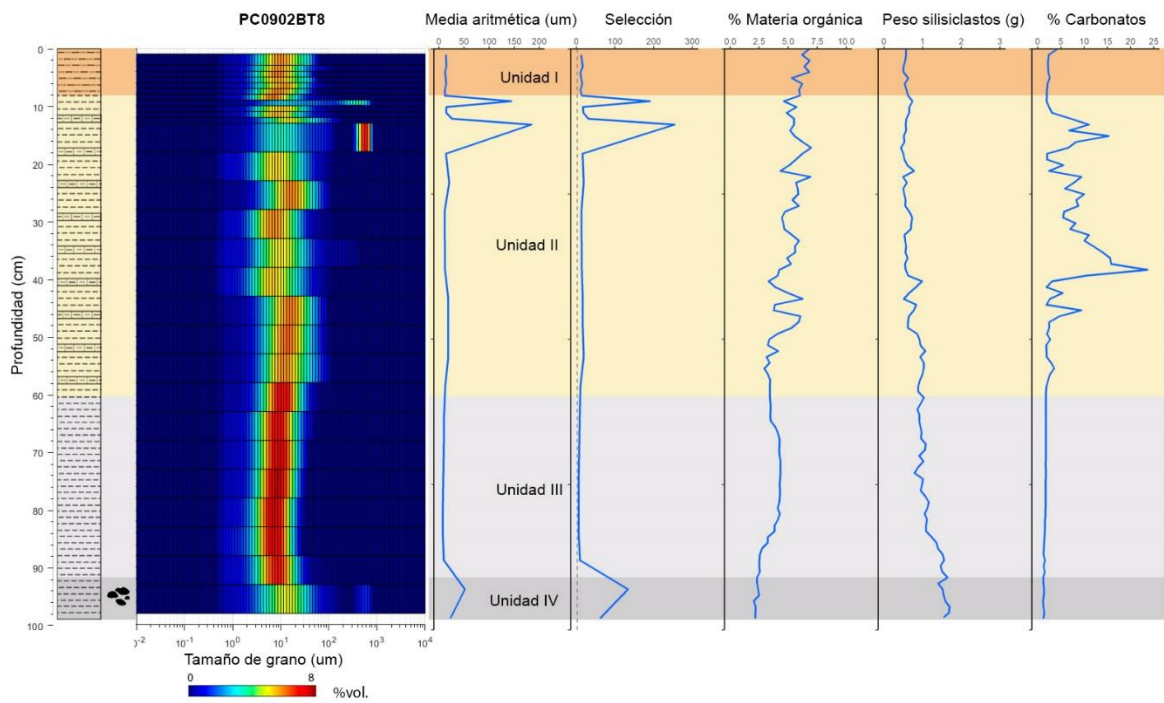 PC0902BT8
Media aritmética (um)
Selección
% Materia orgánica
Peso silisiclastos (g)
% Carbonatos
0 50 100 200
0 100 200 300
0.0 2.5 5.0 7.5 10.0
0 1 2 3
0 5 10 15 20 25
Profundidad (cm)
0
10
20
30
40
50
60
70
80
90
100
Unidad I
Unidad II
Unidad III
Unidad IV
10⁻² 10⁻¹ 10⁰ 10¹ 10² 10³ 10⁴
Tamaño de grano (um)
0 8
%vol.